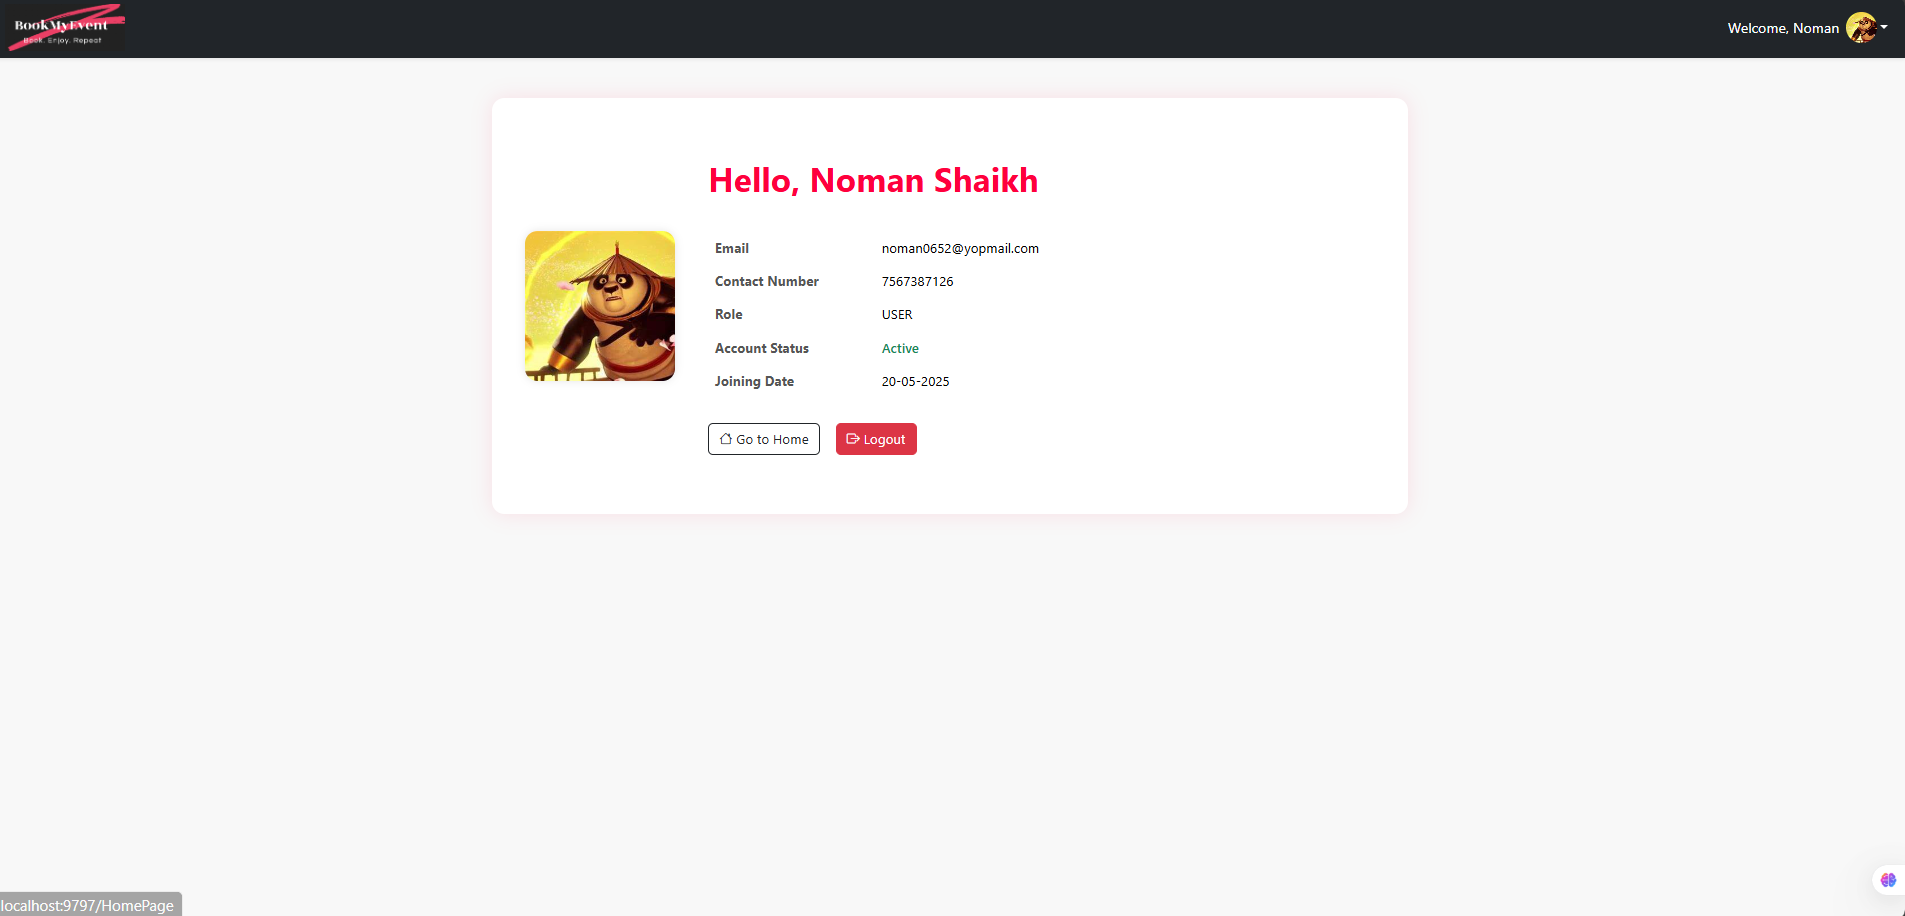 BookMyEvent
Book. Enjoy. Repeat
Welcome, Noman
Hello, Noman Shaikh
Email noman0652@yopmail.com
Contact Number 7567387126
Role USER
Account Status Active
Joining Date 20-05-2025
Go to Home Logout
localhost:9797/HomePage